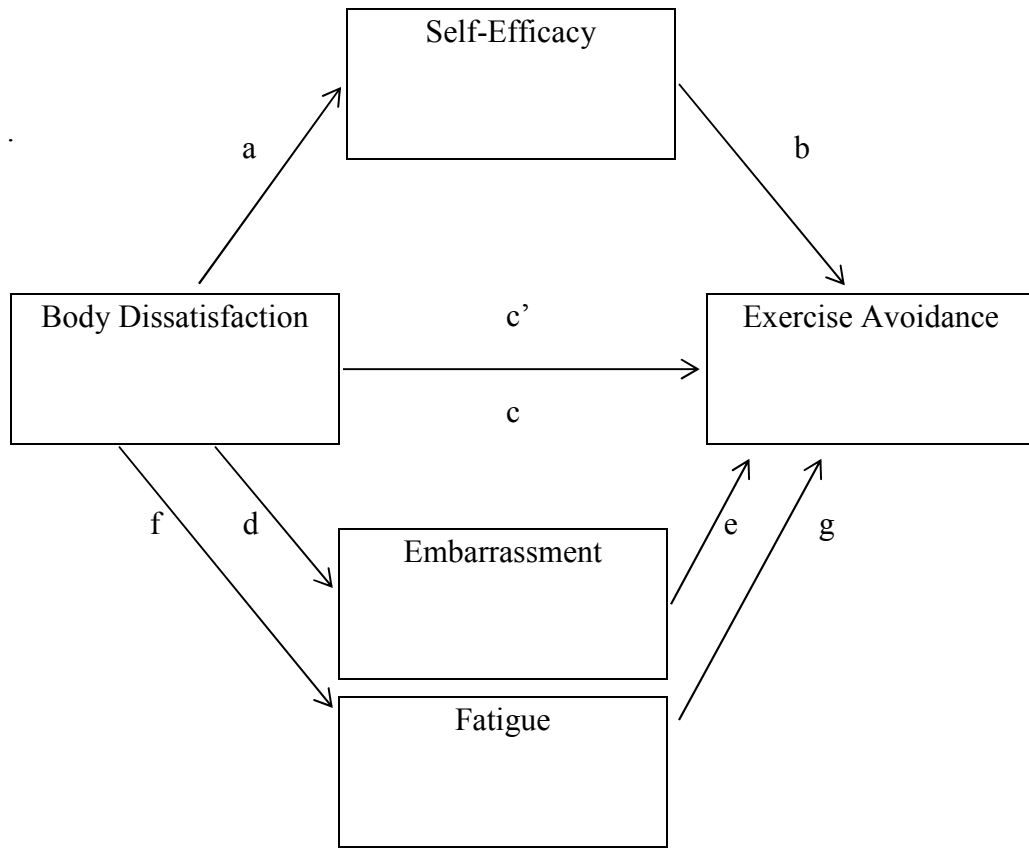 Self-Efficacy
.
a
b
Body Dissatisfaction
c’
Exercise Avoidance
c
f
d
e
g
Embarrassment
Fatigue